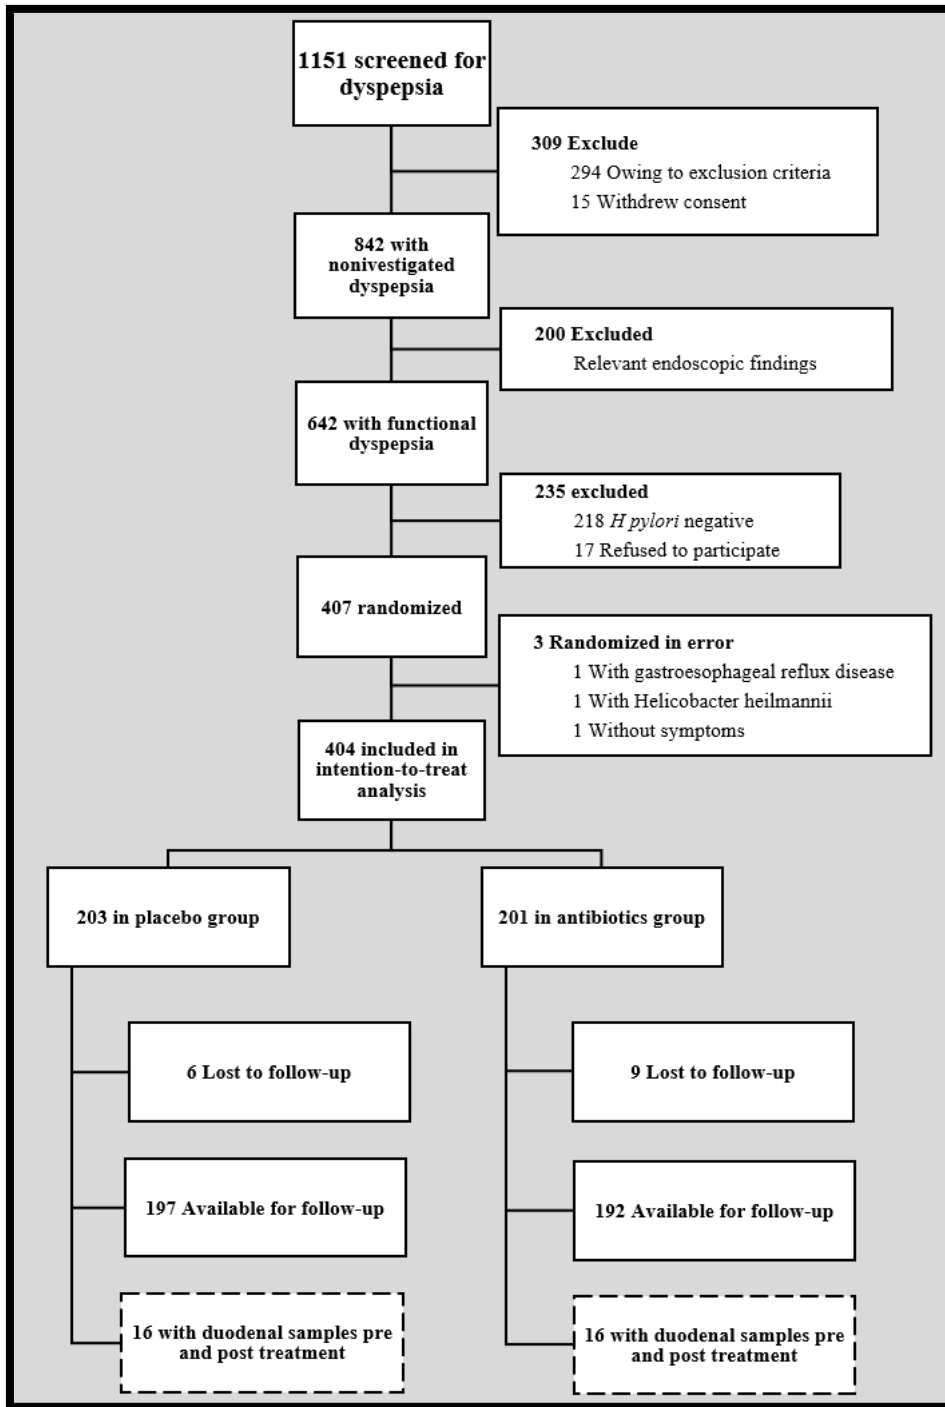 1151 screened for
dyspepsia
309 Exclude
294 Owing to exclusion criteria
15 Withdrew consent
842 with
nonivestigated
dyspepsia
200 Excluded
Relevant endoscopic findings
642 with functional
dyspepsia
235 excluded
218 H pylori negative
17 Refused to participate
407 randomized
3 Randomized in error
1 With gastroesophageal reflux disease
1 With Helicobacter heilmannii
1 Without symptoms
404 included in
intention-to-treat
analysis
203 in placebo group
201 in antibiotics group
6 Lost to follow-up
9 Lost to follow-up
197 Available for follow-up
192 Available for follow-up
16 with duodenal samples pre
and post treatment
16 with duodenal samples pre
and post treatment